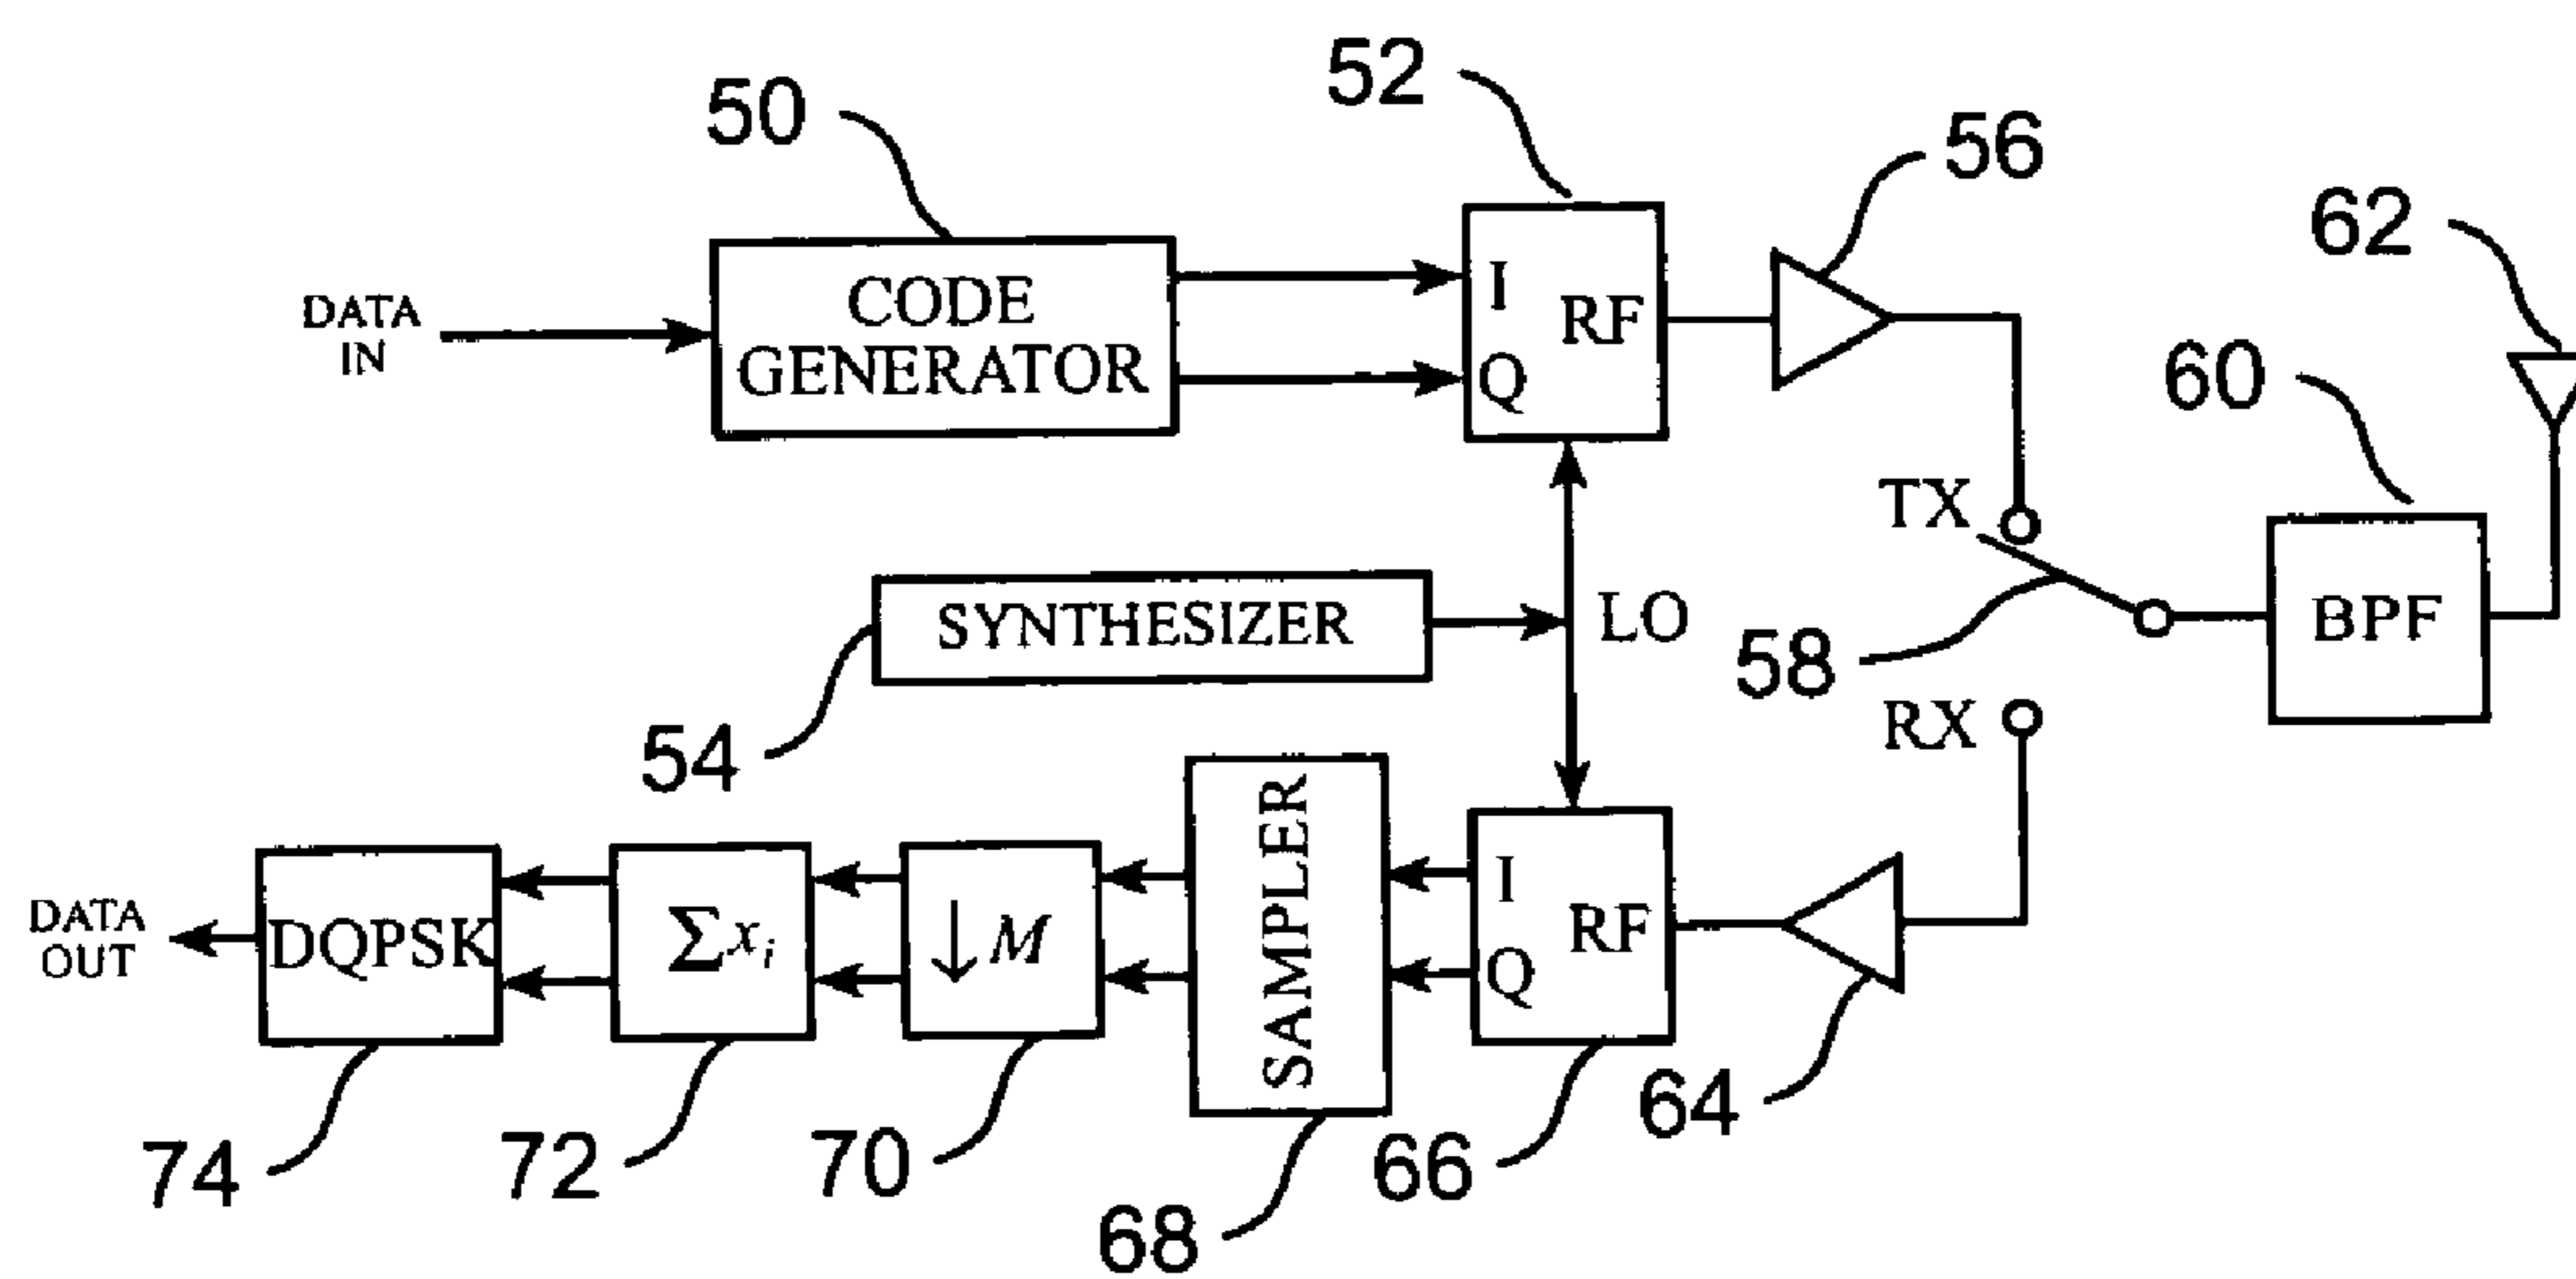 52
50
56
62
CODE
GENERATOR
DATA
IN
I
RF
Q
60
TX
SYNTHESIZER
LO
BPF
58
RX
54
SAMPLER
I
RF
Q
DATA
OUT
DQPSK
∑xᵢ
↓M
64
74
72
70
66
68